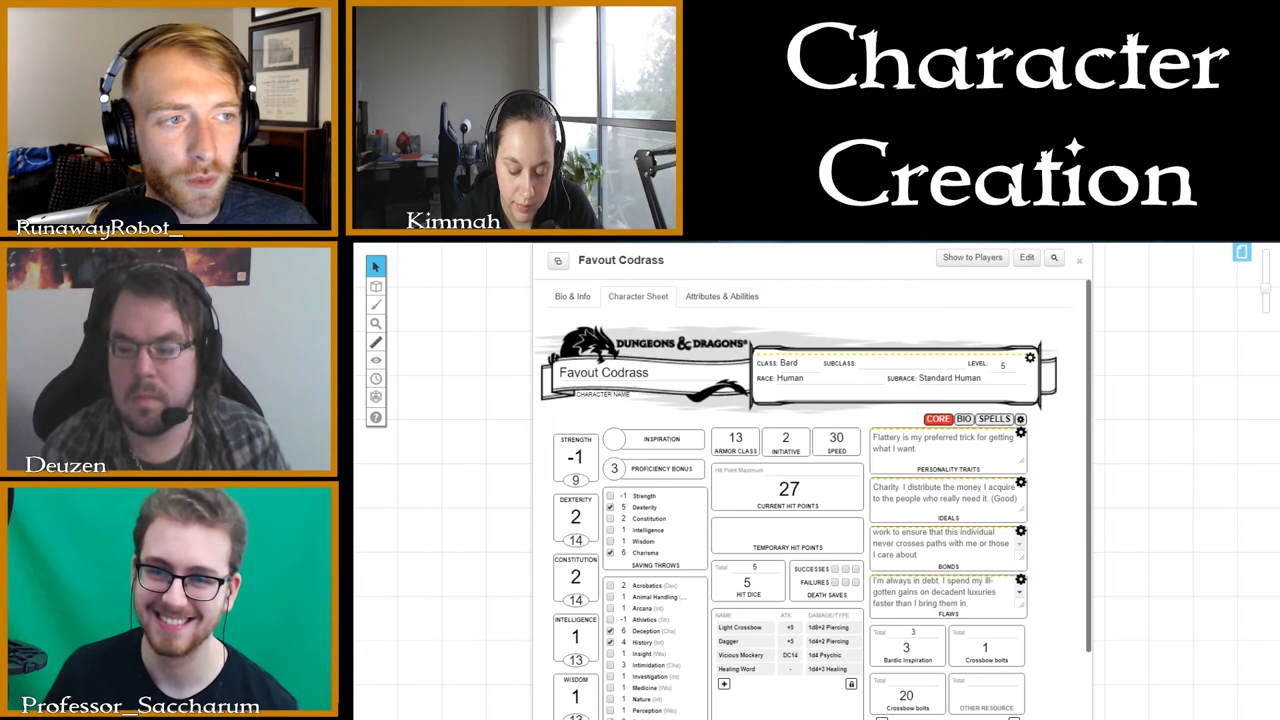 Character
Creation
RunawayRobot_
Kimmah
Deuzen
Professor_Saccharum
Favout Codrass
Show to Players
Edit
Bio & Info
Character Sheet
Attributes & Abilities
DUNGEONS & DRAGONS®
Favout Codrass
CHARACTER NAME
CLASS: Bard
SUBCLASS:
LEVEL: 5
RACE: Human
SUBRACE: Standard Human
CORE
BIO
SPELLS
STRENGTH
-1
9
DEXTERITY
2
14
CONSTITUTION
2
14
INTELLIGENCE
1
13
WISDOM
1
INSPIRATION
3 PROFICIENCY BONUS
-1 Strength
5 Dexterity
2 Constitution
1 Intelligence
1 Wisdom
6 Charisma
SAVING THROWS
2 Acrobatics (Dex)
1 Animal Handling (...
1 Arcana (Int)
-1 Athletics (Str)
6 Deception (Cha)
4 History (Int)
1 Insight (Wis)
3 Intimidation (Cha)
1 Investigation (Int)
1 Medicine (Wis)
1 Nature (Int)
1 Perception (Wis)
13
ARMOR CLASS
2
INITIATIVE
30
SPEED
Hit Point Maximum
27
CURRENT HIT POINTS
TEMPORARY HIT POINTS
Total 5
5
HIT DICE
SUCCESSES
FAILURES
DEATH SAVES
NAME ATK DAMAGE/TYPE
Light Crossbow +5 1d8+2 Piercing
Dagger +5 1d4+2 Piercing
Vicious Mockery DC14 1d4 Psychic
Healing Word - 1d4+3 Healing
Flattery is my preferred trick for getting
what I want.
PERSONALITY TRAITS
Charity. I distribute the money I acquire
to the people who really need it. (Good)
IDEALS
work to ensure that this individual
never crosses paths with me or those
I care about.
BONDS
I'm always in debt. I spend my ill-
gotten gains on decadent luxuries
faster than I bring them in.
FLAWS
Total 3
3
Bardic Inspiration
Total
1
Crossbow bolts
Total
20
Crossbow bolts
Total
OTHER RESOURCE